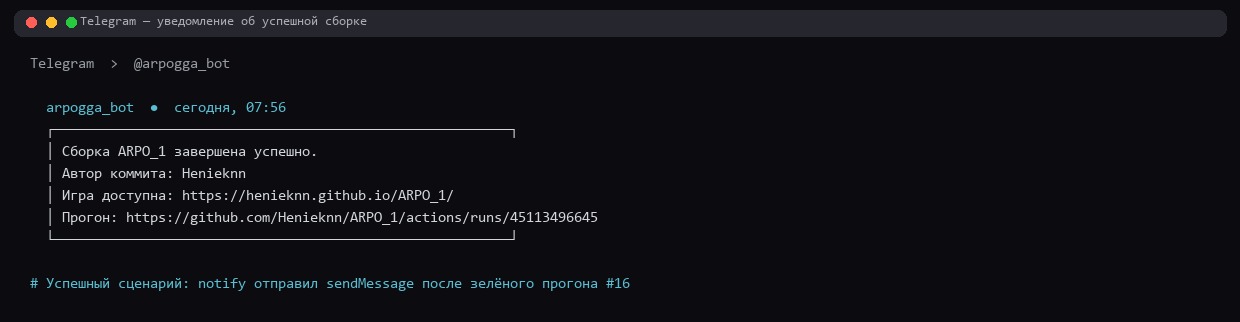 Telegram — уведомление об успешной сборке
Telegram > @arpogga_bot
arpogga_bot ● сегодня, 07:56
Сборка ARPO_1 завершена успешно.
Автор коммита: Henieknn
Игра доступна: https://henieknn.github.io/ARPO_1/
Прогон: https://github.com/Henieknn/ARPO_1/actions/runs/45113496645
# Успешный сценарий: notify отправил sendMessage после зелёного прогона #16